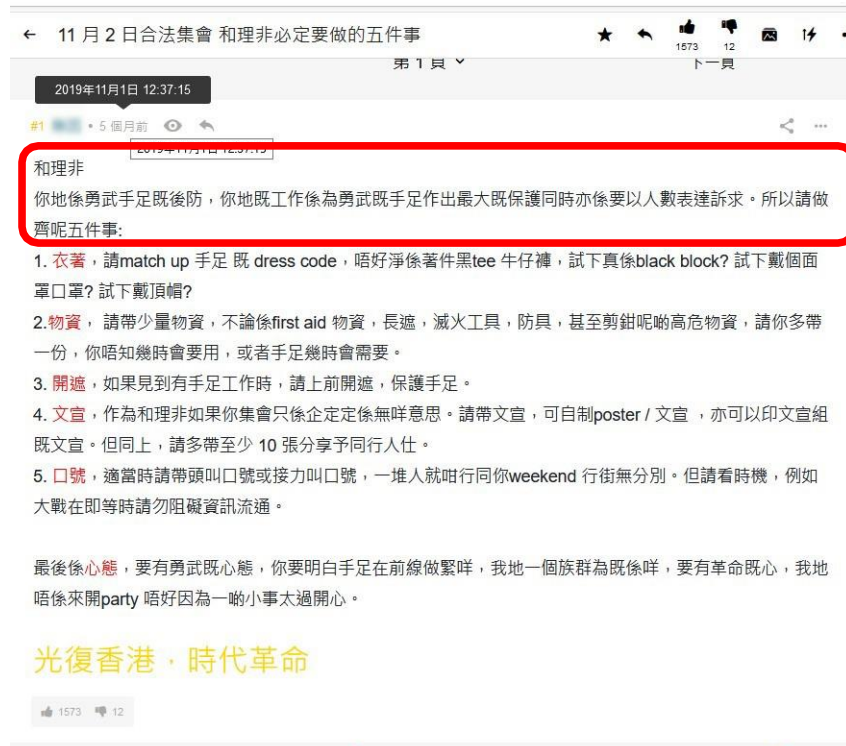 ← 11 月 2 日合法集會 和理非必定要做的五件事
1573 12
第 1 頁
下一頁
2019年11月1日 12:37:15
#1 • 5 個月前
2019年11月1日 12:37:15
和理非
你地係勇武手足既後防，你地既工作係為勇武既手足作出最大既保護同時亦係要以人數表達訴求。所以請做
齊呢五件事:
1. 衣著，請match up 手足 既 dress code，唔好淨係著件黑tee 牛仔褲，試下真係black block? 試下戴個面
罩口罩? 試下戴頂帽?
2.物資， 請帶少量物資，不論係first aid 物資，長遮，滅火工具，防具，甚至剪鉗呢啲高危物資，請你多帶
一份，你唔知幾時會要用，或者手足幾時會需要。
3. 開遮，如果見到有手足工作時，請上前開遮，保護手足。
4. 文宣，作為和理非如果你集會只係企定定係無咩意思。請帶文宣，可自制poster / 文宣 ，亦可以印文宣組
既文宣。但同上，請多帶至少 10 張分享予同行人仕。
5. 口號，適當時請帶頭叫口號或接力叫口號，一堆人就咁行同你weekend 行街無分別。但請看時機，例如
大戰在即等時請勿阻礙資訊流通。
最後係心態，要有勇武既心態，你要明白手足在前線做緊咩，我地一個族群為既係咩，要有革命既心，我地
唔係來開party 唔好因為一啲小事太過開心。
光復香港，時代革命
1573 12